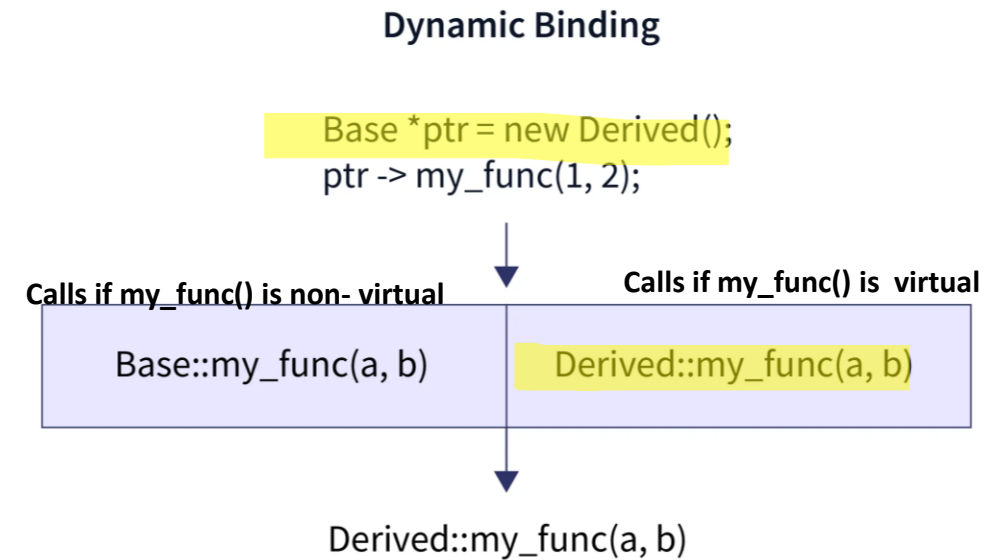 Dynamic Binding
Base *ptr = new Derived();
ptr -> my_func(1, 2);
Calls if my_func() is non- virtual
Calls if my_func() is  virtual
Base::my_func(a, b)
Derived::my_func(a, b)
Derived::my_func(a, b)